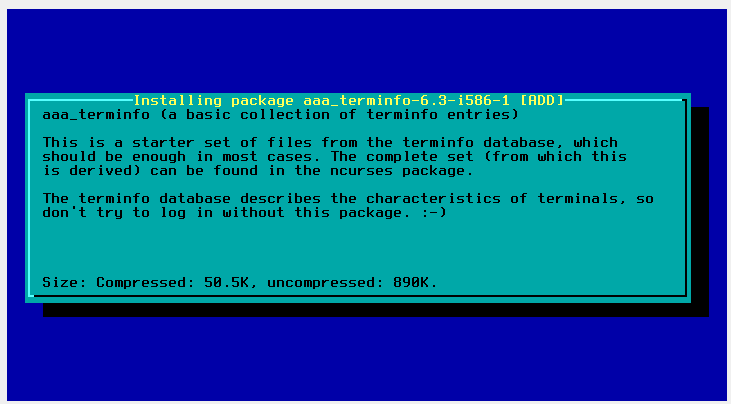 Installing package aaa_terminfo-6.3-i586-1 [ADD]
aaa_terminfo (a basic collection of terminfo entries)
This is a starter set of files from the terminfo database, which
should be enough in most cases. The complete set (from which this
is derived) can be found in the ncurses package.
The terminfo database describes the characteristics of terminals, so
don't try to log in without this package. :-)
Size: Compressed: 50.5K, uncompressed: 890K.